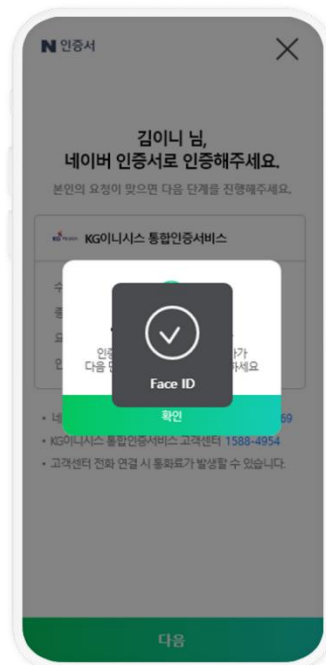 N 인증서
김이니 님,
네이버 인증서로 인증해주세요.
본인의 요청이 맞으면 다음 단계를 진행해주세요.
KG이니시스 통합인증서비스
Face ID
확인
69
• KG이니시스 통합인증서비스 고객센터 1588-4954
• 고객센터 전화 연결 시 통화료가 발생할 수 있습니다.
다음